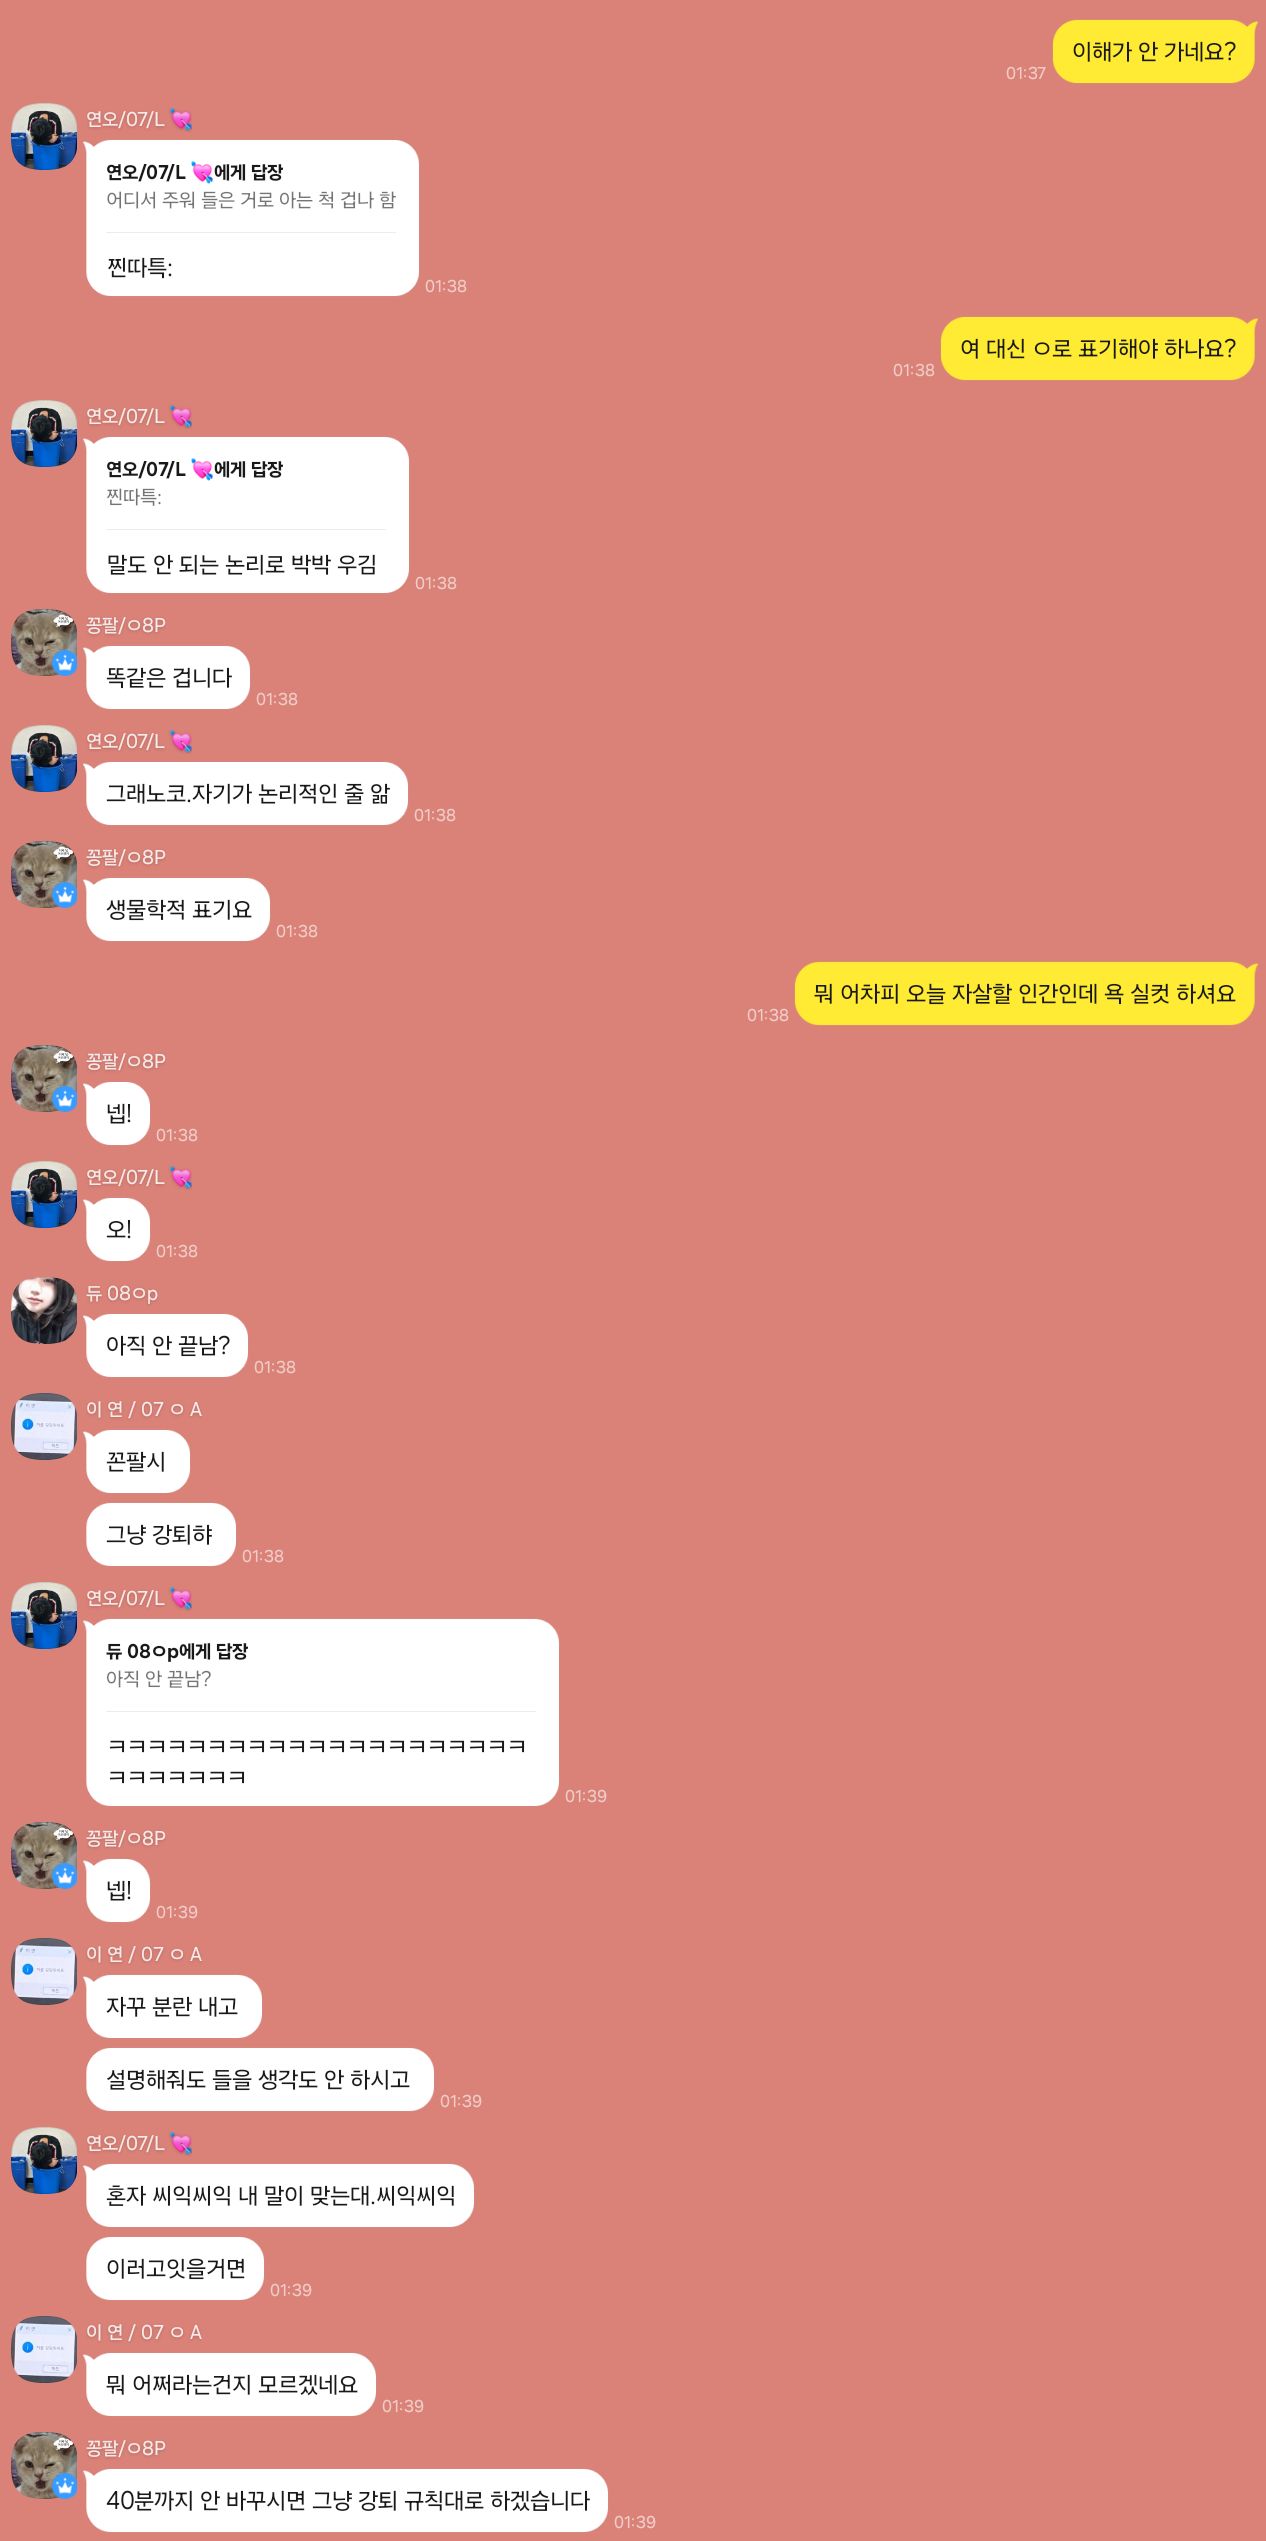 이해가 안 가네요?
01:37
연오/07/L 💘
연오/07/L 💘에게 답장
어디서 주워 들은 거로 아는 척 겁나 함
찐따특:
01:38
여 대신 ㅇ로 표기해야 하나요?
01:38
연오/07/L 💘
연오/07/L 💘에게 답장
찐따특:
말도 안 되는 논리로 박박 우김
01:38
꽁팔/ㅇ8P
똑같은 겁니다
01:38
연오/07/L 💘
그래노코.자기가 논리적인 줄 앎
01:38
꽁팔/ㅇ8P
생물학적 표기요
01:38
뭐 어차피 오늘 자살할 인간인데 욕 실컷 하셔요
01:38
꽁팔/ㅇ8P
넵!
01:38
연오/07/L 💘
오!
01:38
듀 08ㅇp
아직 안 끝남?
01:38
이 연 / 07 ㅇ A
꼰팔시
그냥 강퇴햐
01:38
연오/07/L 💘
듀 08ㅇp에게 답장
아직 안 끝남?
ㅋㅋㅋㅋㅋㅋㅋㅋㅋㅋㅋㅋㅋㅋㅋㅋㅋㅋㅋㅋㅋ
ㅋㅋㅋㅋㅋㅋㅋ
01:39
꽁팔/ㅇ8P
넵!
01:39
이 연 / 07 ㅇ A
자꾸 분란 내고
설명해줘도 들을 생각도 안 하시고
01:39
연오/07/L 💘
혼자 씨익씨익 내 말이 맞는대.씨익씨익
이러고잇을거면
01:39
이 연 / 07 ㅇ A
뭐 어쩌라는건지 모르겠네요
01:39
꽁팔/ㅇ8P
40분까지 안 바꾸시면 그냥 강퇴 규칙대로 하겠습니다
01:39